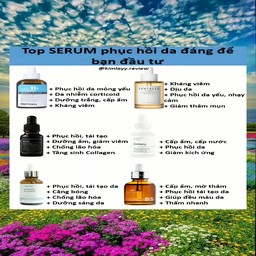 Top SERUM phục hồi da đáng để
bạn đầu tư
@kimlayy.review
+ Phục hồi da mỏng yếu
+ Da nhiễm corticoid
+ Dưỡng trắng, cấp ẩm
+ Kháng viêm
+ Kháng viêm
+ Dịu da
+ Phục hồi da yếu, nhạy
cảm
+ Giảm thâm mụn
+ Phục hồi, tái tạo
+ Dưỡng ẩm, giảm viêm
+ Chống lão hóa
+ Tăng sinh Collagen
+ Cấp ẩm, cấp nước
+ Phục hồi da
+ Giảm kích ứng
+ Phục hồi, tái tạo da
+ Căng bóng
+ Chống lão hóa
+ Dưỡng sáng da
B5
+ Cấp ẩm, mờ thâm
+ Phục hồi tái tạo da
+ Giúp đều màu da
+ Thấm nhanh